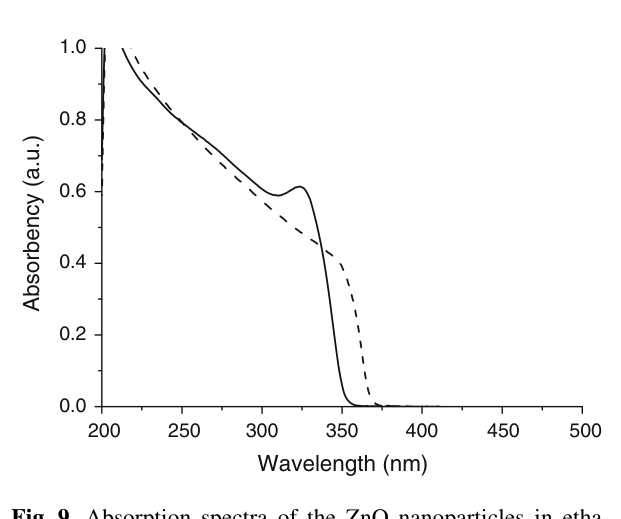 1.0
0.8
0.6
0.4
0.2
0.0
Absorbency (a.u.)
200 250 300 350 400 450 500
Wavelength (nm)
Fig. 9 Absorption spectra of the ZnO nanoparticles in etha-